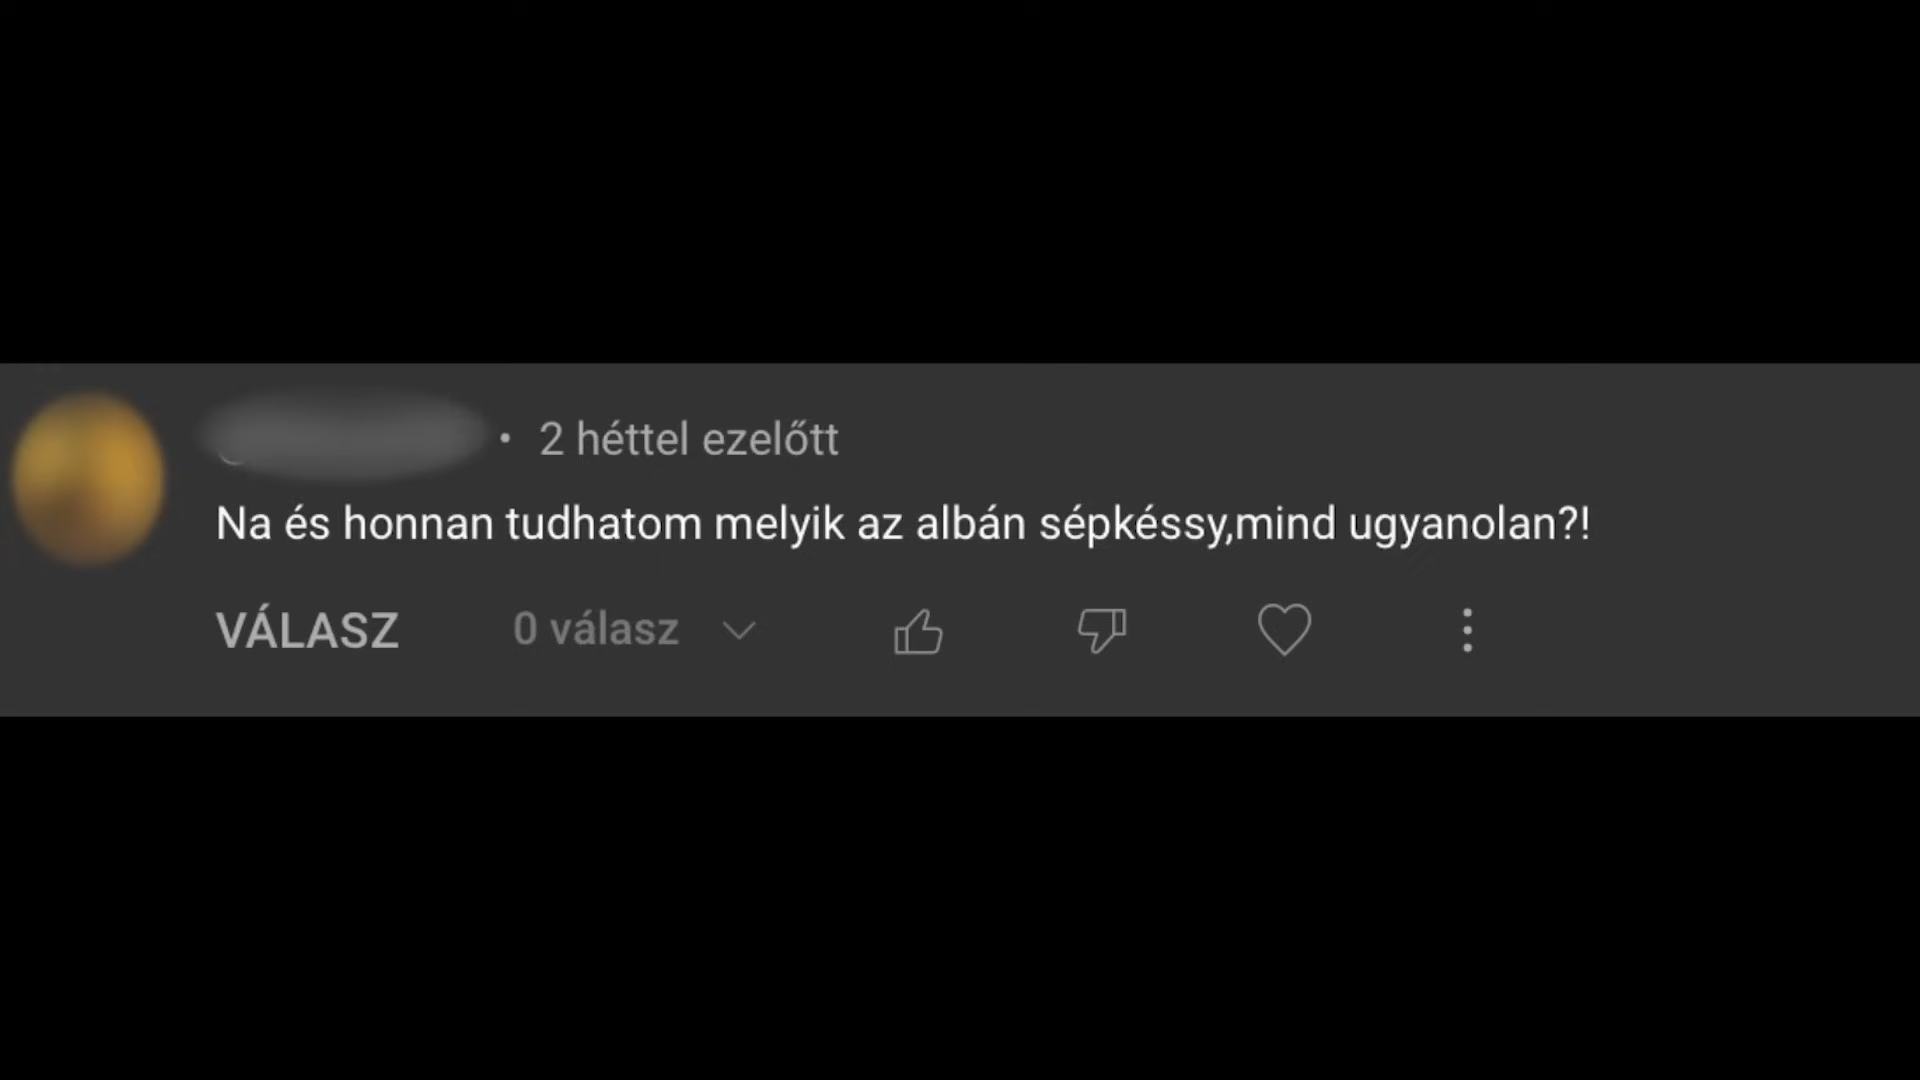 • 2 héttel ezelőtt
Na és honnan tudhatom melyik az albán sépkéssy,mind ugyanolan?!
VÁLASZ 0 válasz